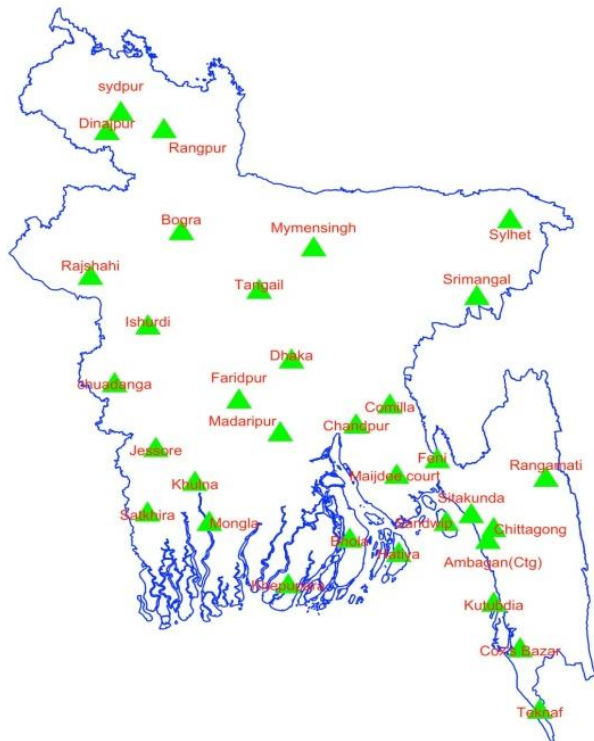 sydpur
Dinajpur
Rangpur
Bogra
Mymensingh
Sylhet
Rajshahi
Tangail
Srimangal
Ishurdi
Dhaka
chuadanga
Faridpur
Comilla
Madaripur
Chandpur
Jessore
Feni
Rangamati
Maijdee court
Khulna
Sitakunda
Satkhira
Mongla
Sandwip
Chittagong
Bhola
Hatiya
Ambagan(Ctg)
Khepupara
Kutubdia
Cox's Bazar
Teknaf